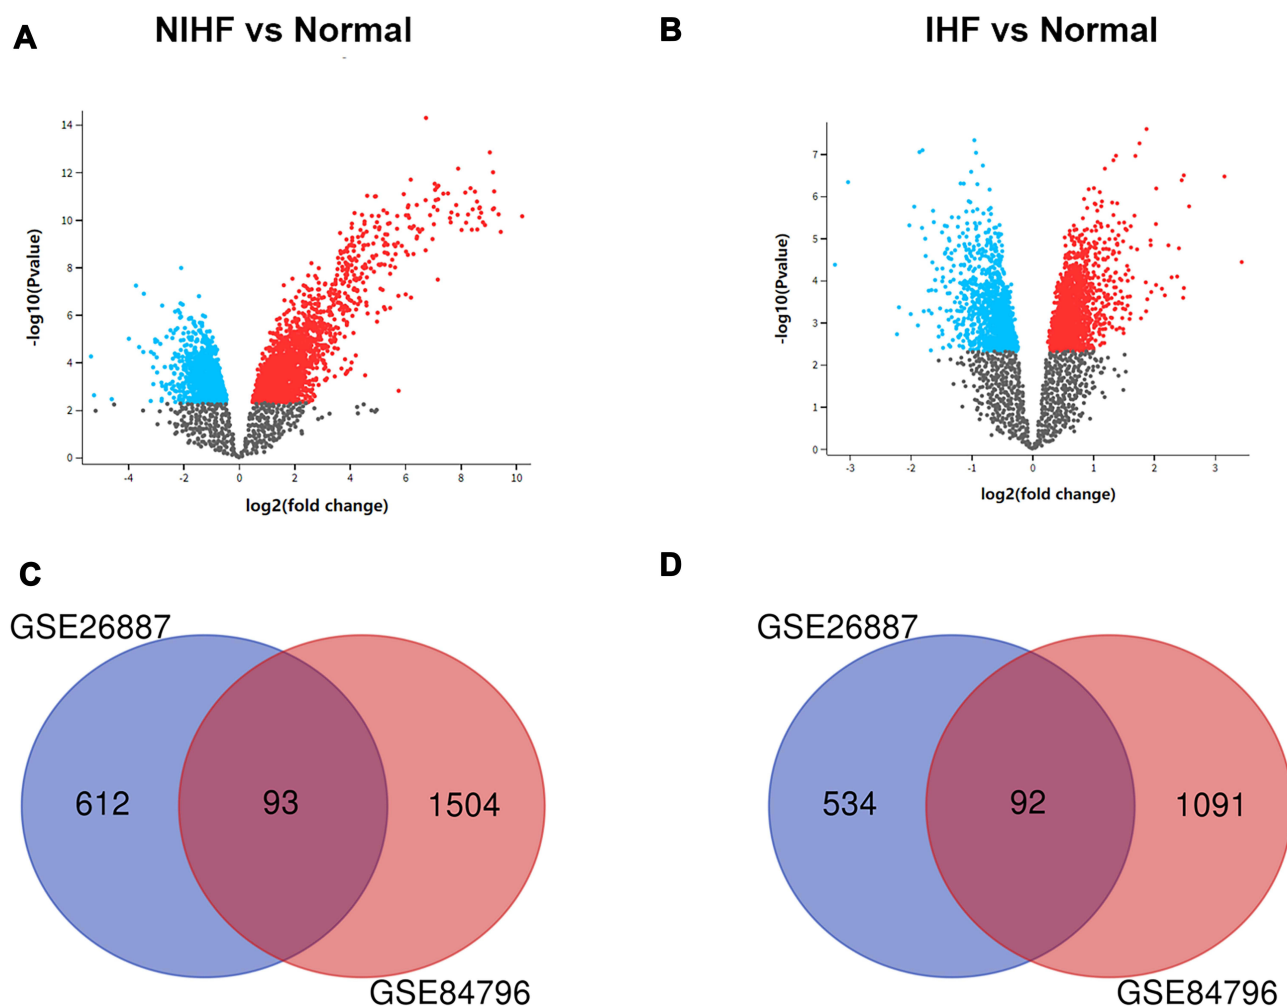 A
NIHF vs Normal
B
IHF vs Normal
14
12
10
8
6
4
2
0
-log10(Pvalue)
-4
-2
0
2
4
6
8
10
log2(fold change)
7
6
5
4
3
2
1
0
-log10(Pvalue)
-3
-2
-1
0
1
2
3
log2(fold change)
C
GSE26887
612
93
1504
GSE84796
D
GSE26887
534
92
1091
GSE84796